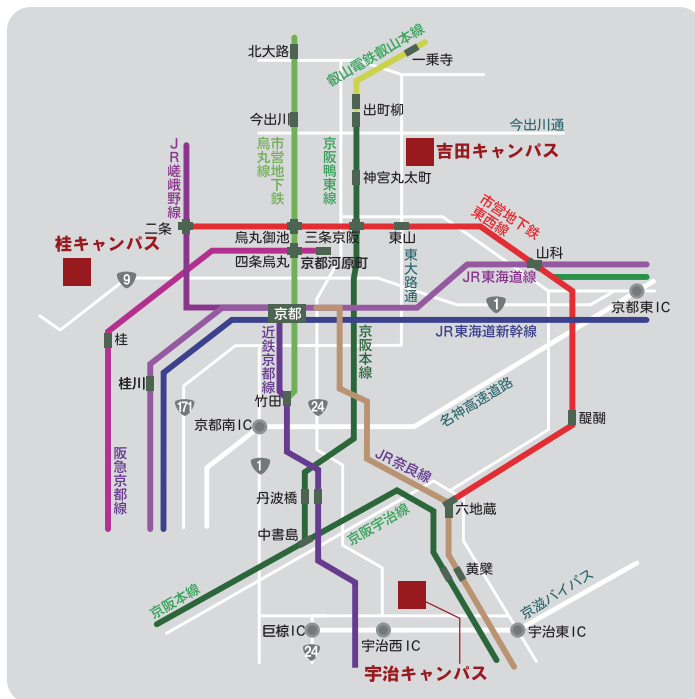 叡山電鉄叡山本線
北大路
一乗寺
出町柳
今出川
今出川通
JR嵯峨野線
市営地下鉄
烏丸線
京阪鴨東線
吉田キャンパス
神宮丸太町
市営地下鉄
東西線
二条
烏丸御池
三条京阪
東山
桂キャンパス
四条烏丸
京都河原町
山科
東大路通
JR東海道線
9
1
京都東IC
京都
JR東海道新幹線
近鉄京都線
京阪本線
桂
桂川
竹田
171
24
名神高速道路
京都南IC
醍醐
阪急京都線
1
JR奈良線
丹波橋
六地蔵
中書島
京阪宇治線
黄檗
京阪本線
京滋バイパス
巨椋IC
宇治西IC
宇治東IC
24
宇治キャンパス